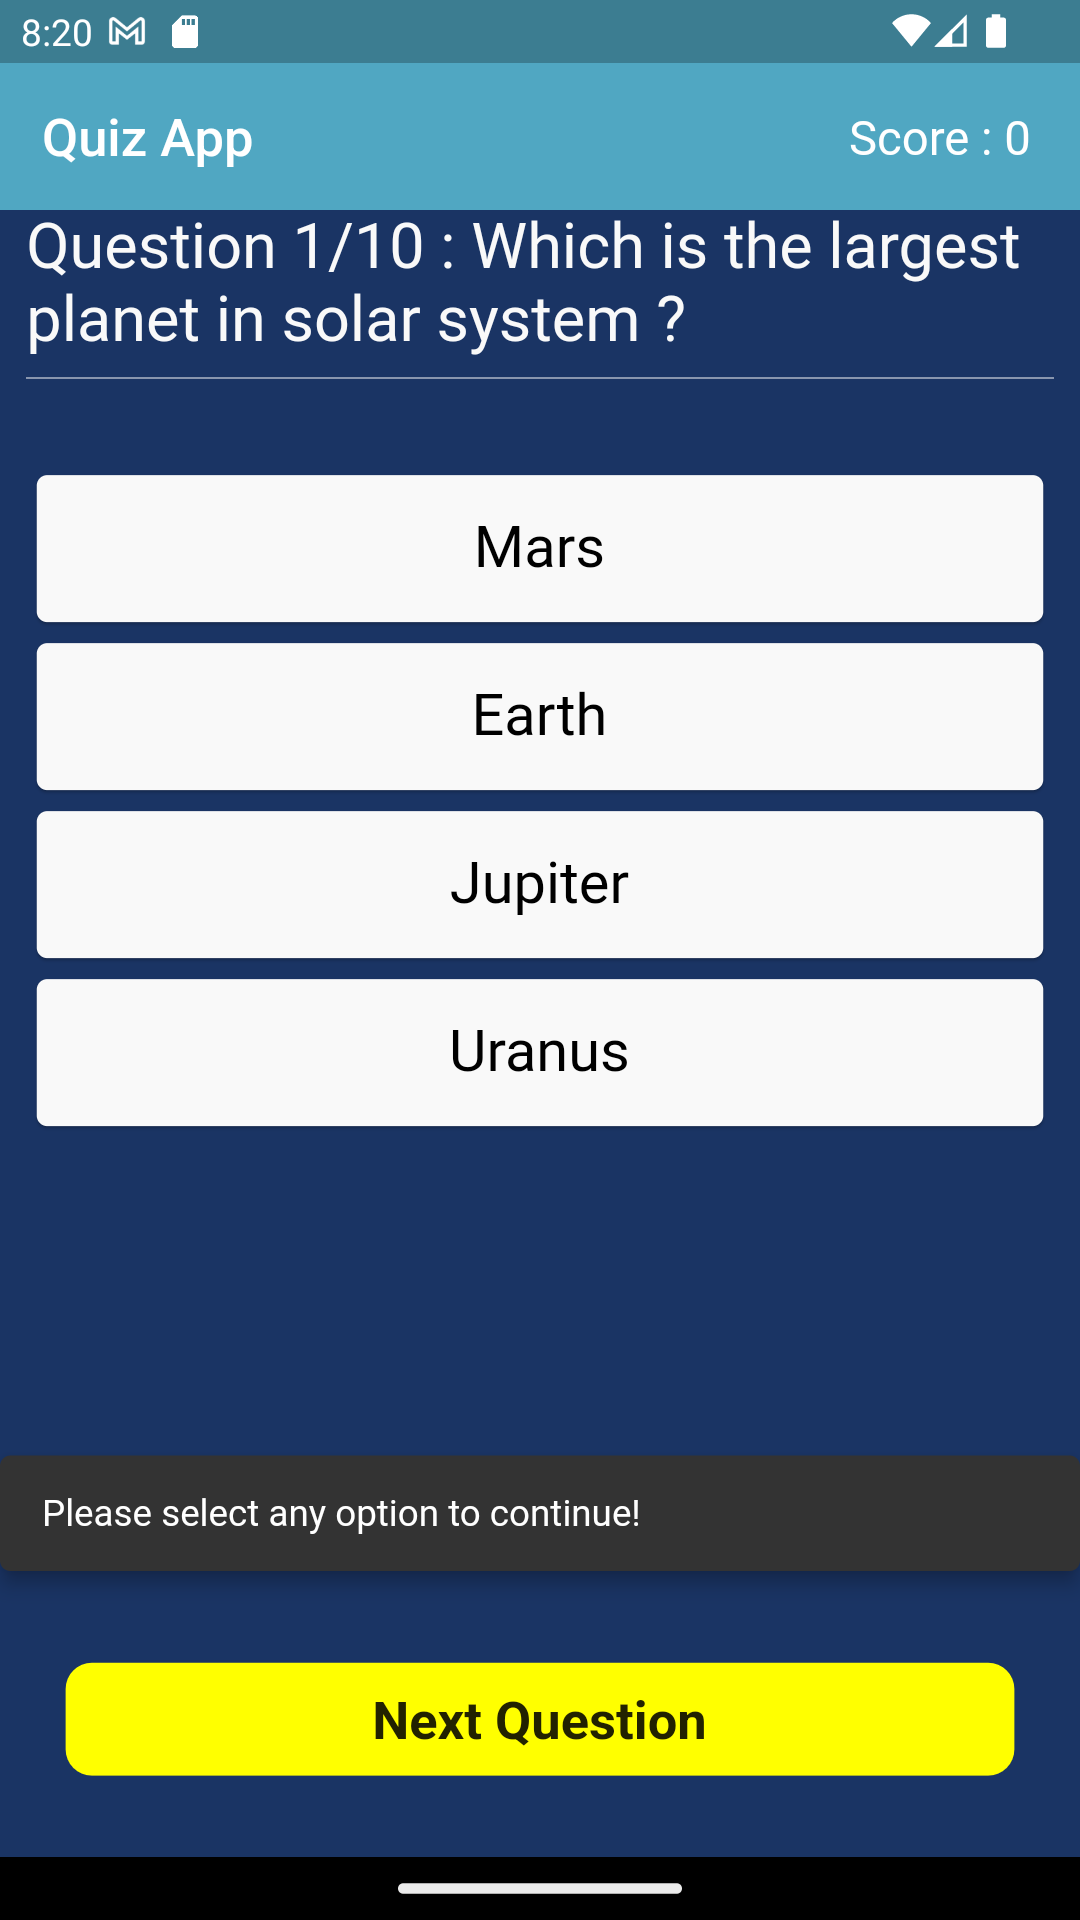 8:20
Quiz App
Score : 0
Question 1/10 : Which is the largest
planet in solar system ?
Mars
Earth
Jupiter
Uranus
Please select any option to continue!
Next Question